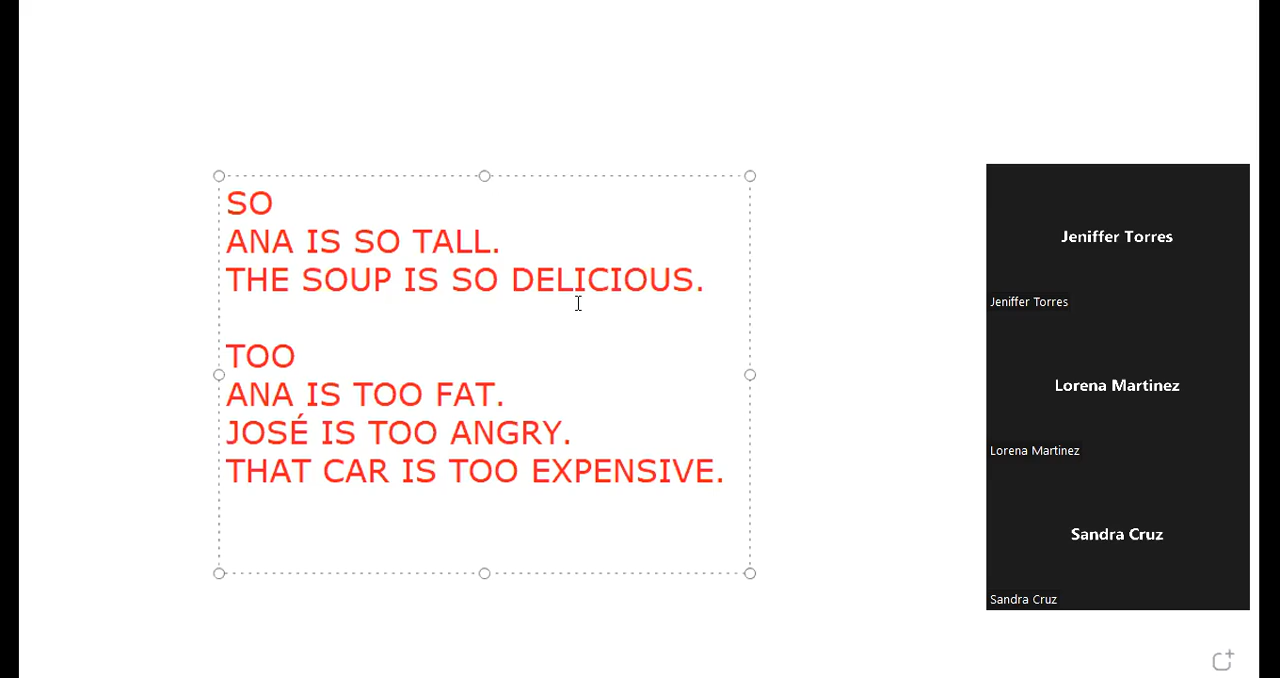 SO
ANA IS SO TALL.
THE SOUP IS SO DELICIOUS.
TOO
ANA IS TOO FAT.
JOSÉ IS TOO ANGRY.
THAT CAR IS TOO EXPENSIVE.
Jeniffer Torres
Jeniffer Torres
Lorena Martinez
Lorena Martinez
Sandra Cruz
Sandra Cruz